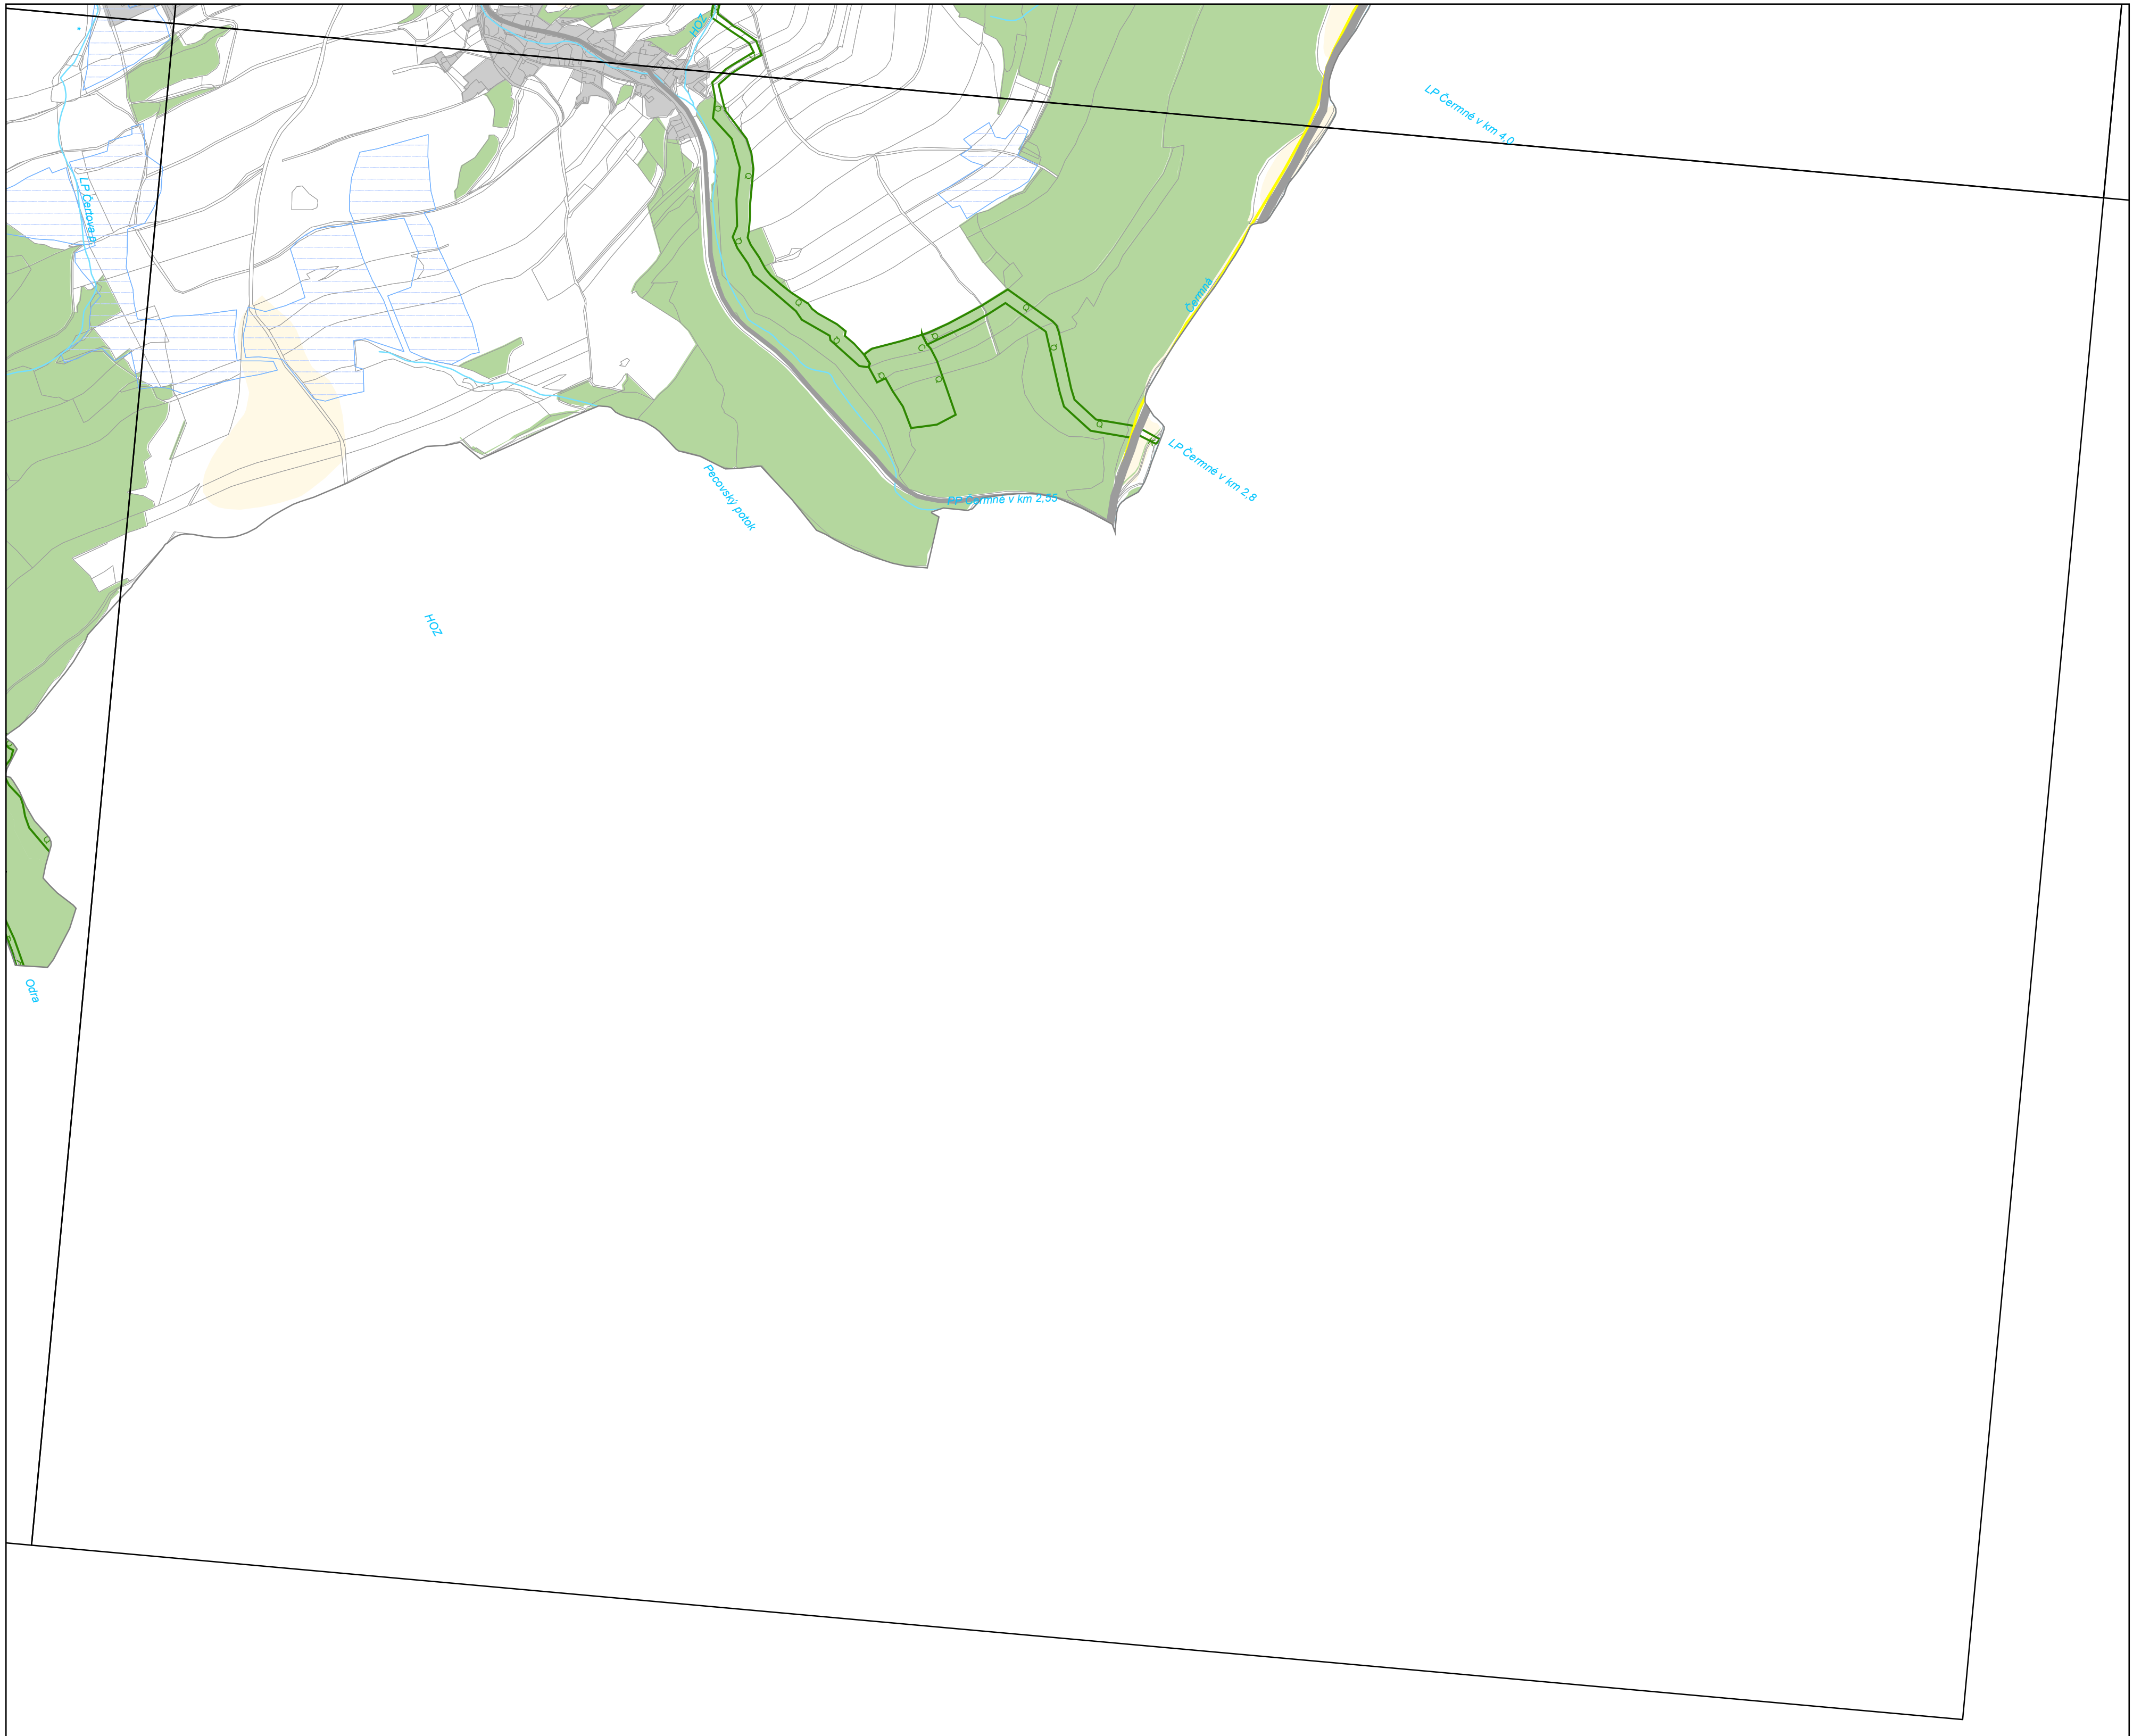 HOZ
LP Čermné v km 4,0
LP Čertova p.
Čermná
LP Čermné v km 2,8
Pecovský potok
PP Čermné v km 2,55
HOZ
Odra